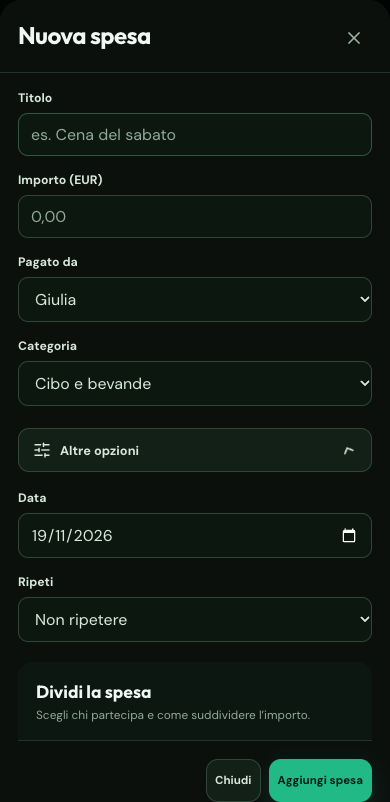 Nuova spesa
Titolo
es. Cena del sabato
Importo (EUR)
0,00
Pagato da
Giulia
Categoria
Cibo e bevande
Altre opzioni
Data
19/11/2026
Ripeti
Non ripetere
Dividi la spesa
Scegli chi partecipa e come suddividere l'importo.
Chiudi
Aggiungi spesa